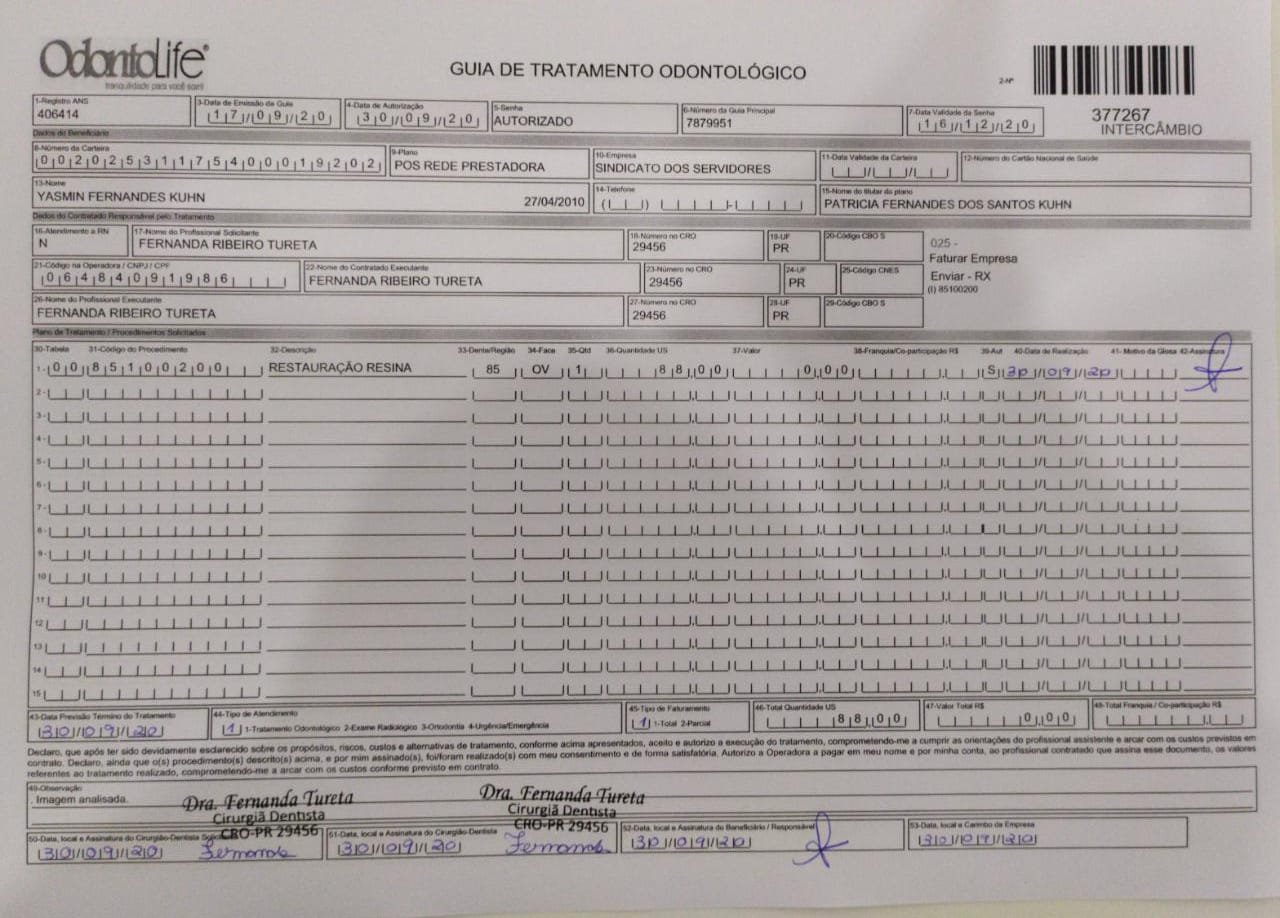 OdontoLife®
tranquilidade para você sorrir
GUIA DE TRATAMENTO ODONTOLÓGICO
2-Nº
377267
INTERCÂMBIO
1-Registro ANS
406414
3-Data de Emissão da Guia
17/09/20
4-Data de Autorização
30/09/20
5-Senha
AUTORIZADO
6-Número da Guia Principal
7879951
7-Data Validade da Senha
16/12/20
Dados do Beneficiário
8-Número da Carteira
00202531175400019202
9-Plano
POS REDE PRESTADORA
10-Empresa
SINDICATO DOS SERVIDORES
11-Data Validade da Carteira
12-Número do Cartão Nacional de Saúde
13-Nome
YASMIN FERNANDES KUHN 27/04/2010
14-Telefone
15-Nome do titular do plano
PATRICIA FERNANDES DOS SANTOS KUHN
Dados do Contratado Responsável pelo Tratamento
16-Atendimento a RN
N
17-Nome do Profissional Solicitante
FERNANDA RIBEIRO TURETA
18-Número no CRO
29456
19-UF
PR
20-Código CBO S
025 -
Faturar Empresa
Enviar - RX
(I) 85100200
21-Código na Operadora / CNPJ / CPF
06484091986
22-Nome do Contratado Executante
FERNANDA RIBEIRO TURETA
23-Número no CRO
29456
24-UF
PR
25-Código CNES
26-Nome do Profissional Executante
FERNANDA RIBEIRO TURETA
27-Número no CRO
29456
28-UF
PR
29-Código CBO S
Plano de Tratamento / Procedimentos Solicitados
30-Tabela 31-Código do Procedimento 32-Descrição 33-Dente/Região 34-Face 35-Qtd 36-Quantidade US 37-Valor 38-Franquia/Co-participação R$ 39-Aut 40-Data de Realização 41- Motivo da Glosa 42-Assinatura
1- 00 85100200 RESTAURAÇÃO RESINA 85 OV 1 88,00 0,00 S 30/09/20
2-
3-
4-
5-
6-
7-
8-
9-
10
11
12
13
14
15
43-Data Previsão Término do Tratamento
30/09/20
44-Tipo de Atendimento
1 1-Tratamento Odontológico 2-Exame Radiológico 3-Ortodontia 4-Urgência/Emergência
45-Tipo de Faturamento
1 1-Total 2-Parcial
46-Total Quantidade US
88,00
47-Valor Total R$
0,00
48-Total Franquia / Co-participação R$
Declaro, que após ter sido devidamente esclarecido sobre os propósitos, riscos, custos e alternativas de tratamento, conforme acima apresentados, aceito e autorizo a execução do tratamento, comprometendo-me a cumprir as orientações do profissional assistente e arcar com os custos previstos em
contrato. Declaro, ainda que o(s) procedimento(s) descrito(s) acima, e por mim assinado(s), foi/foram realizado(s) com meu consentimento e de forma satisfatória. Autorizo a Operadora a pagar em meu nome e por minha conta, ao profissional contratado que assina esse documento, os valores
referentes ao tratamento realizado, comprometendo-me a arcar com os custos conforme previsto em contrato.
49-Observação
. Imagem analisada.
Dra. Fernanda Tureta
Cirurgiã Dentista
CRO-PR 29456
Dra. Fernanda Tureta
Cirurgiã Dentista
CRO-PR 29456
50-Data, local e Assinatura do Cirurgião-Dentista
30/09/20 Fernanda
51-Data, local e Assinatura do Cirurgião-Dentista
30/09/20 Fernanda
52-Data, local e Assinatura do Beneficiário / Responsável
30/09/20
53-Data, local e Carimbo da Empresa
30/09/20